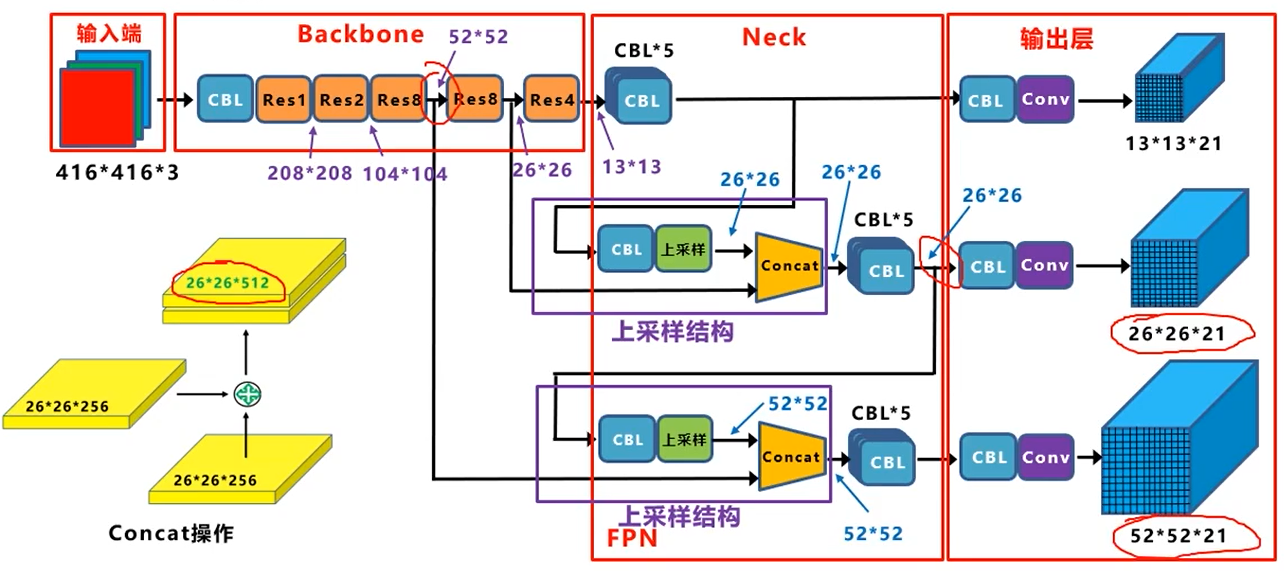 输入端
416*416*3
Backbone
52*52
CBL
Res1
Res2
Res8
Res8
Res4
208*208
104*104
26*26
Neck
CBL*5
CBL
13*13
26*26
26*26
CBL
上采样
Concat
CBL*5
CBL
26*26
上采样结构
52*52
CBL
上采样
Concat
CBL*5
CBL
52*52
上采样结构
FPN
输出层
CBL
Conv
13*13*21
CBL
Conv
26*26*21
CBL
Conv
52*52*21
26*26*512
26*26*256
26*26*256
Concat操作